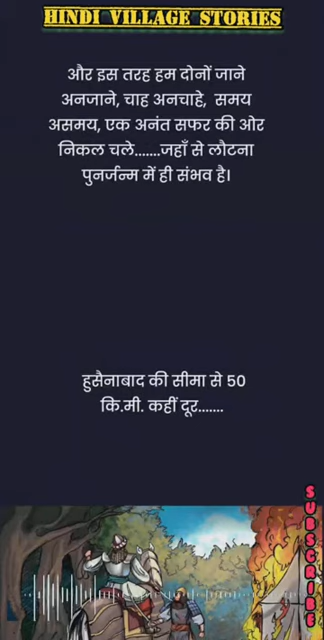 HINDI VILLAGE STORIES
और इस तरह हम दोनों जाने
अनजाने, चाह अनचाहे, समय
असमय, एक अनंत सफर की ओर
निकल चले.......जहाँ से लौटना
पुनर्जन्म में ही संभव है।
हुसैनाबाद की सीमा से 50
कि.मी. कहीं दूर.......
SUBSCRIBE